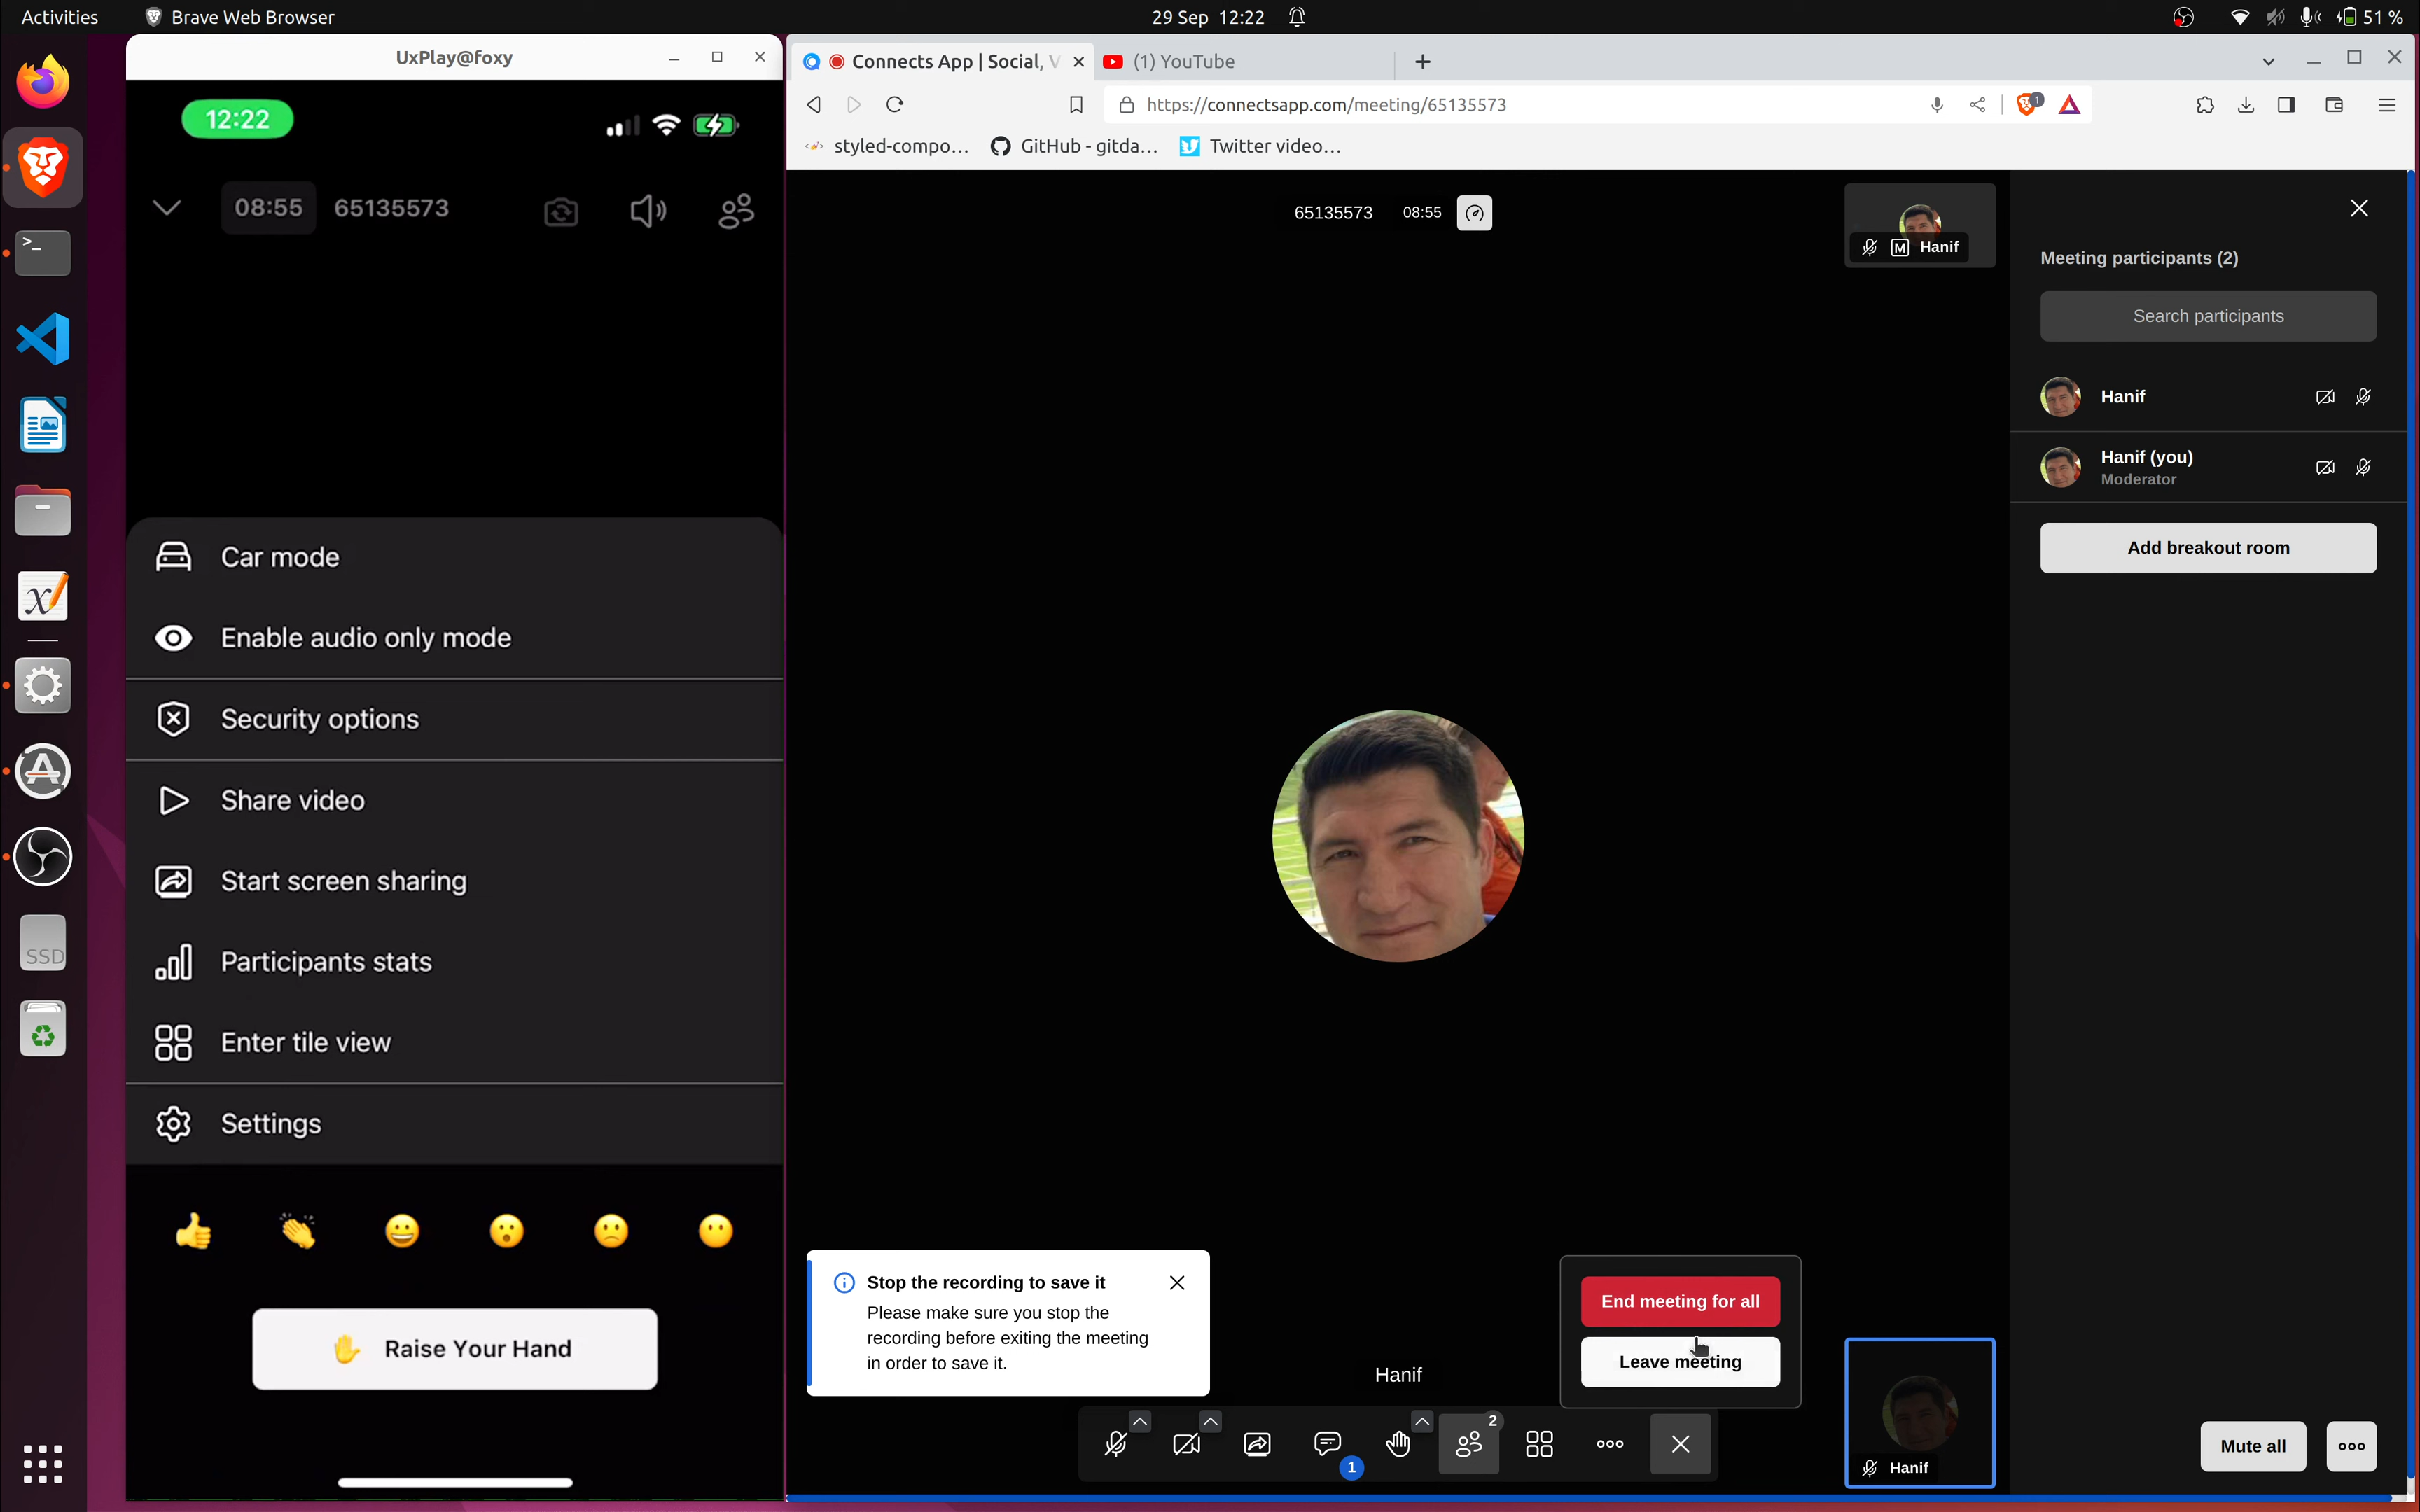 Activities
Brave Web Browser
29 Sep 12:22
51 %
UxPlay@foxy
Connects App | Social, V
(1) YouTube
https://connectsapp.com/meeting/65135573
1
styled-compo…
GitHub - gitda…
Twitter video…
12:22
08:55
65135573
Car mode
Enable audio only mode
Security options
Share video
Start screen sharing
Participants stats
Enter tile view
Settings
Raise Your Hand
65135573
08:55
M
Hanif
Stop the recording to save it
Please make sure you stop the
recording before exiting the meeting
in order to save it.
Hanif
End meeting for all
Leave meeting
1
2
Hanif
Meeting participants (2)
Search participants
Hanif
Hanif (you)
Moderator
Add breakout room
Mute all
SSD